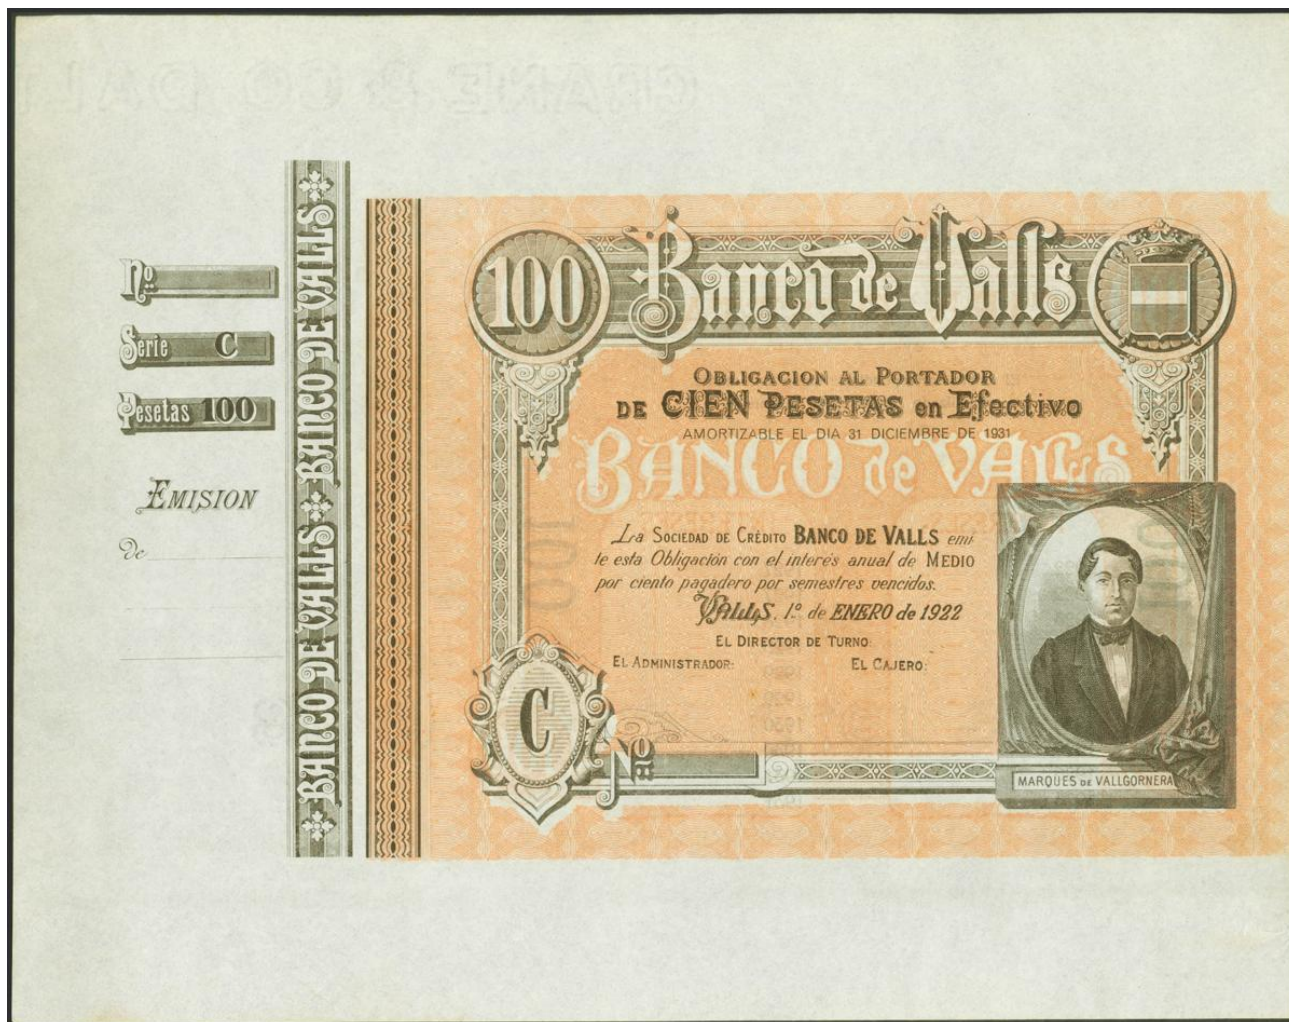 CRANE & CO DAL
Nº
Serie C
Pesetas 100
EMISION
de
BANCO DE VALLS - BANCO DE VALLS
100 Banco de Valls
OBLIGACION AL PORTADOR
DE CIEN PESETAS en Efectivo
AMORTIZABLE EL DIA 31 DICIEMBRE DE 1931
BANCO de VALLS
La SOCIEDAD DE CRÉDITO BANCO DE VALLS emi-
te esta Obligación con el interés anual de MEDIO
por ciento pagadero por semestres vencidos.
VALLS, 1º de ENERO de 1922
EL DIRECTOR DE TURNO:
EL ADMINISTRADOR: EL CAJERO:
C
Nº
MARQUES DE VALLGORNERA